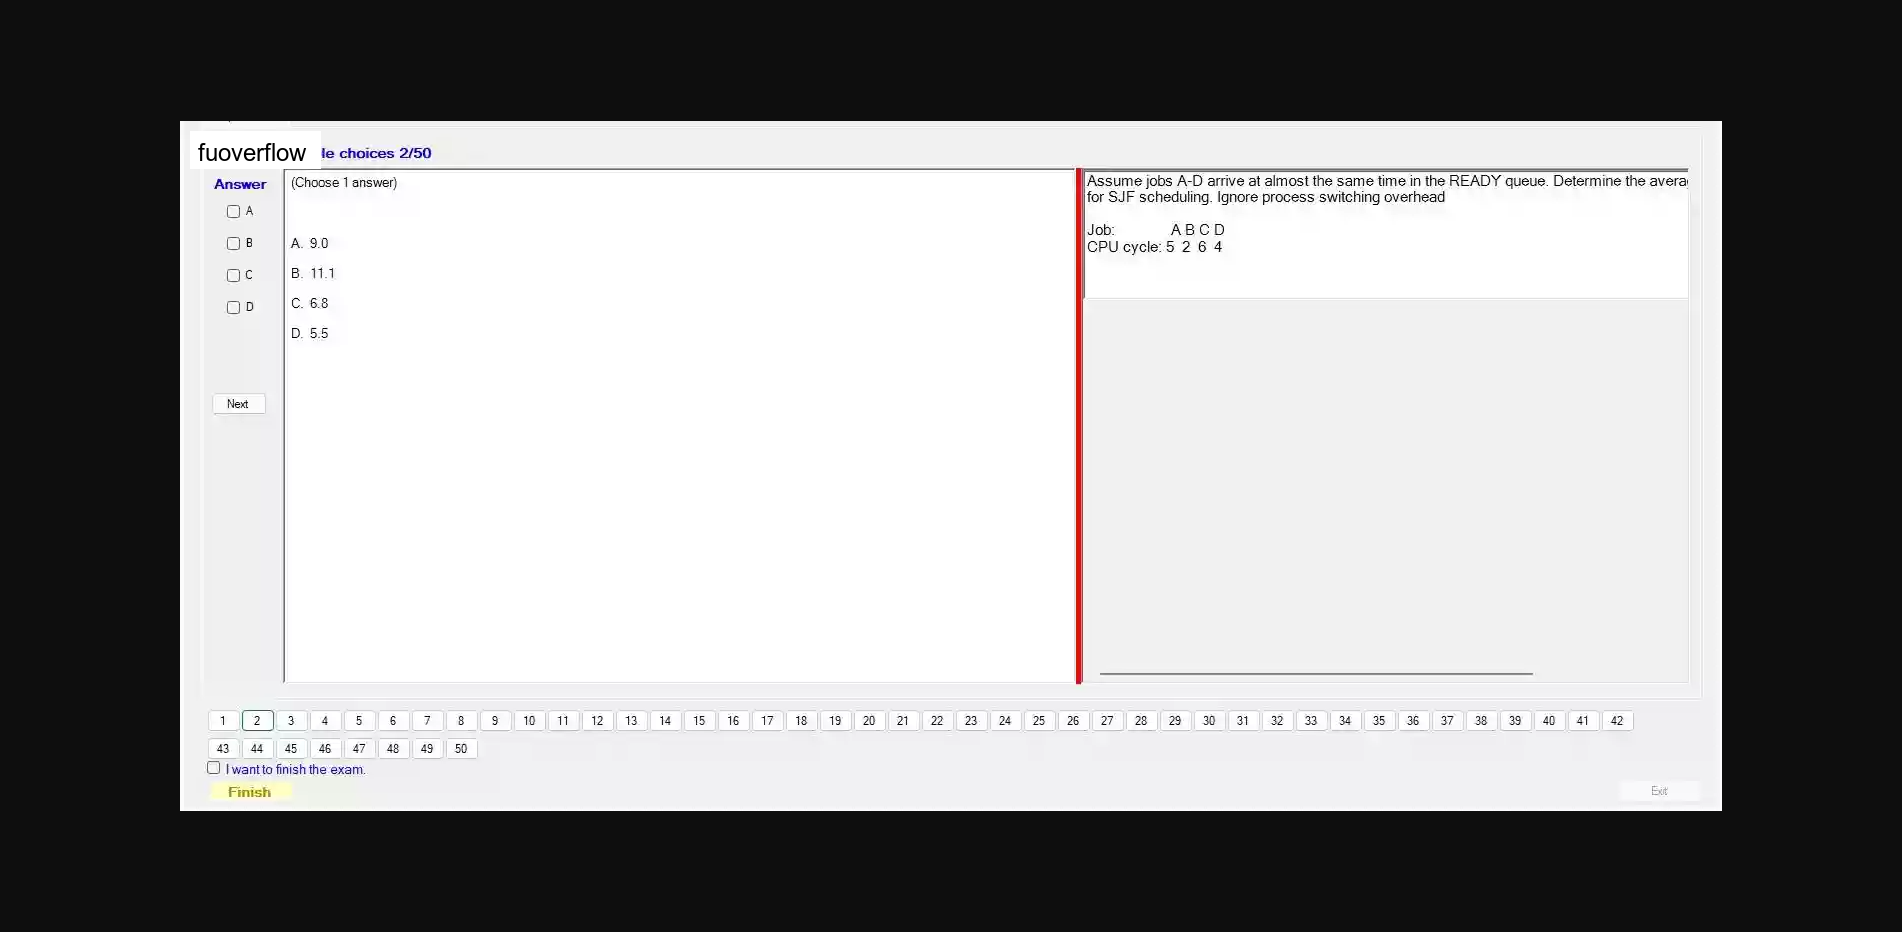 fuoverflow
le choices 2/50
Answer
(Choose 1 answer)
A
B
C
D
Next
A. 9.0
B. 11.1
C. 6.8
D. 5.5
Assume jobs A-D arrive at almost the same time in the READY queue. Determine the avera
for SJF scheduling. Ignore process switching overhead
Job: A B C D
CPU cycle: 5 2 6 4
1 2 3 4 5 6 7 8 9 10 11 12 13 14 15 16 17 18 19 20 21 22 23 24 25 26 27 28 29 30 31 32 33 34 35 36 37 38 39 40 41 42
43 44 45 46 47 48 49 50
I want to finish the exam.
Finish
Exit